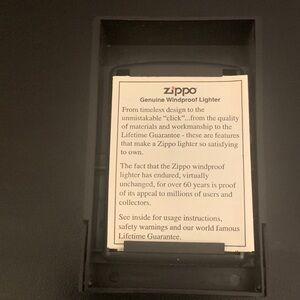 zippo
Genuine Windproof Lighter
From timeless design to the
unmistakable "click"...from the quality
of materials and workmanship to the
Lifetime Guarantee - these are features
that make a Zippo lighter so satisfying
to own.
The fact that the Zippo windproof
lighter has endured, virtually
unchanged, for over 60 years is proof
of its appeal to millions of users and
collectors.
See inside for usage instructions,
safety warnings and our world famous
Lifetime Guarantee.